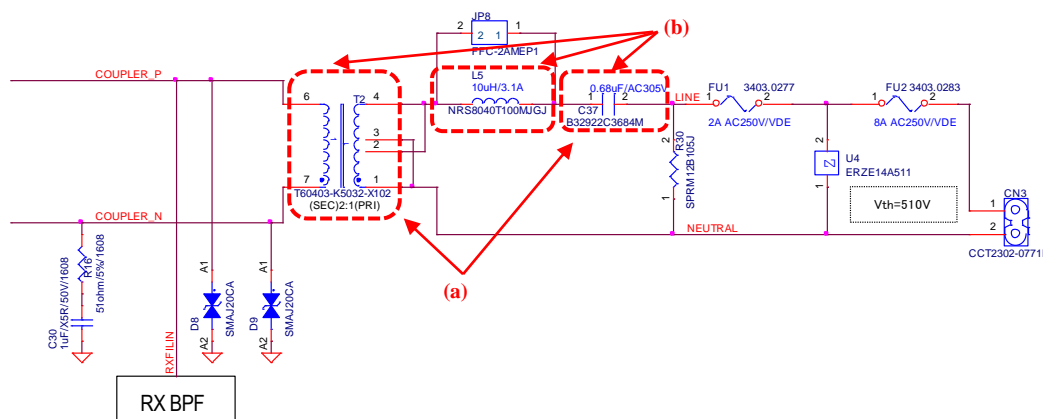 JP8
2 1
2 1
FFC-2AMEP1
(b)
COUPLER_P
L5
10uH/3.1A
NRS8040T100MJGJ
0.68uF/AC305V
1 2
C37
B32922C3684M
LINE
FU1 3403.0277
1 2
2A AC250V/VDE
FU2 3403.0283
1 2
8A AC250V/VDE
6 T2 4
3
2
7 1
T60403-K5032-X102
(SEC)2:1(PRI)
2
R30
SPRM12B105J
1
2
U4
ERZE14A511
1
Vth=510V
CN3
1
2
CCT2302-0771
COUPLER_N
NEUTRAL
(a)
R16
51ohm/5%/1608
C30
1uF/X5R/50V/1608
A1
D8
SMAJ20CA
A2
A1
D9
SMAJ20CA
A2
RXFILIN
RX BPF